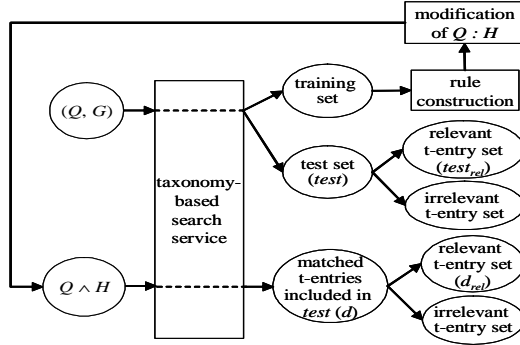 modification
of Q : H
training
set
rule
construction
(Q, G)
taxonomy-
based
search
service
test set
(test)
relevant
t-entry set
(test_rel)
irrelevant
t-entry set
Q ∧ H
matched
t-entries
included in
test (d)
relevant
t-entry set
(d_rel)
irrelevant
t-entry set